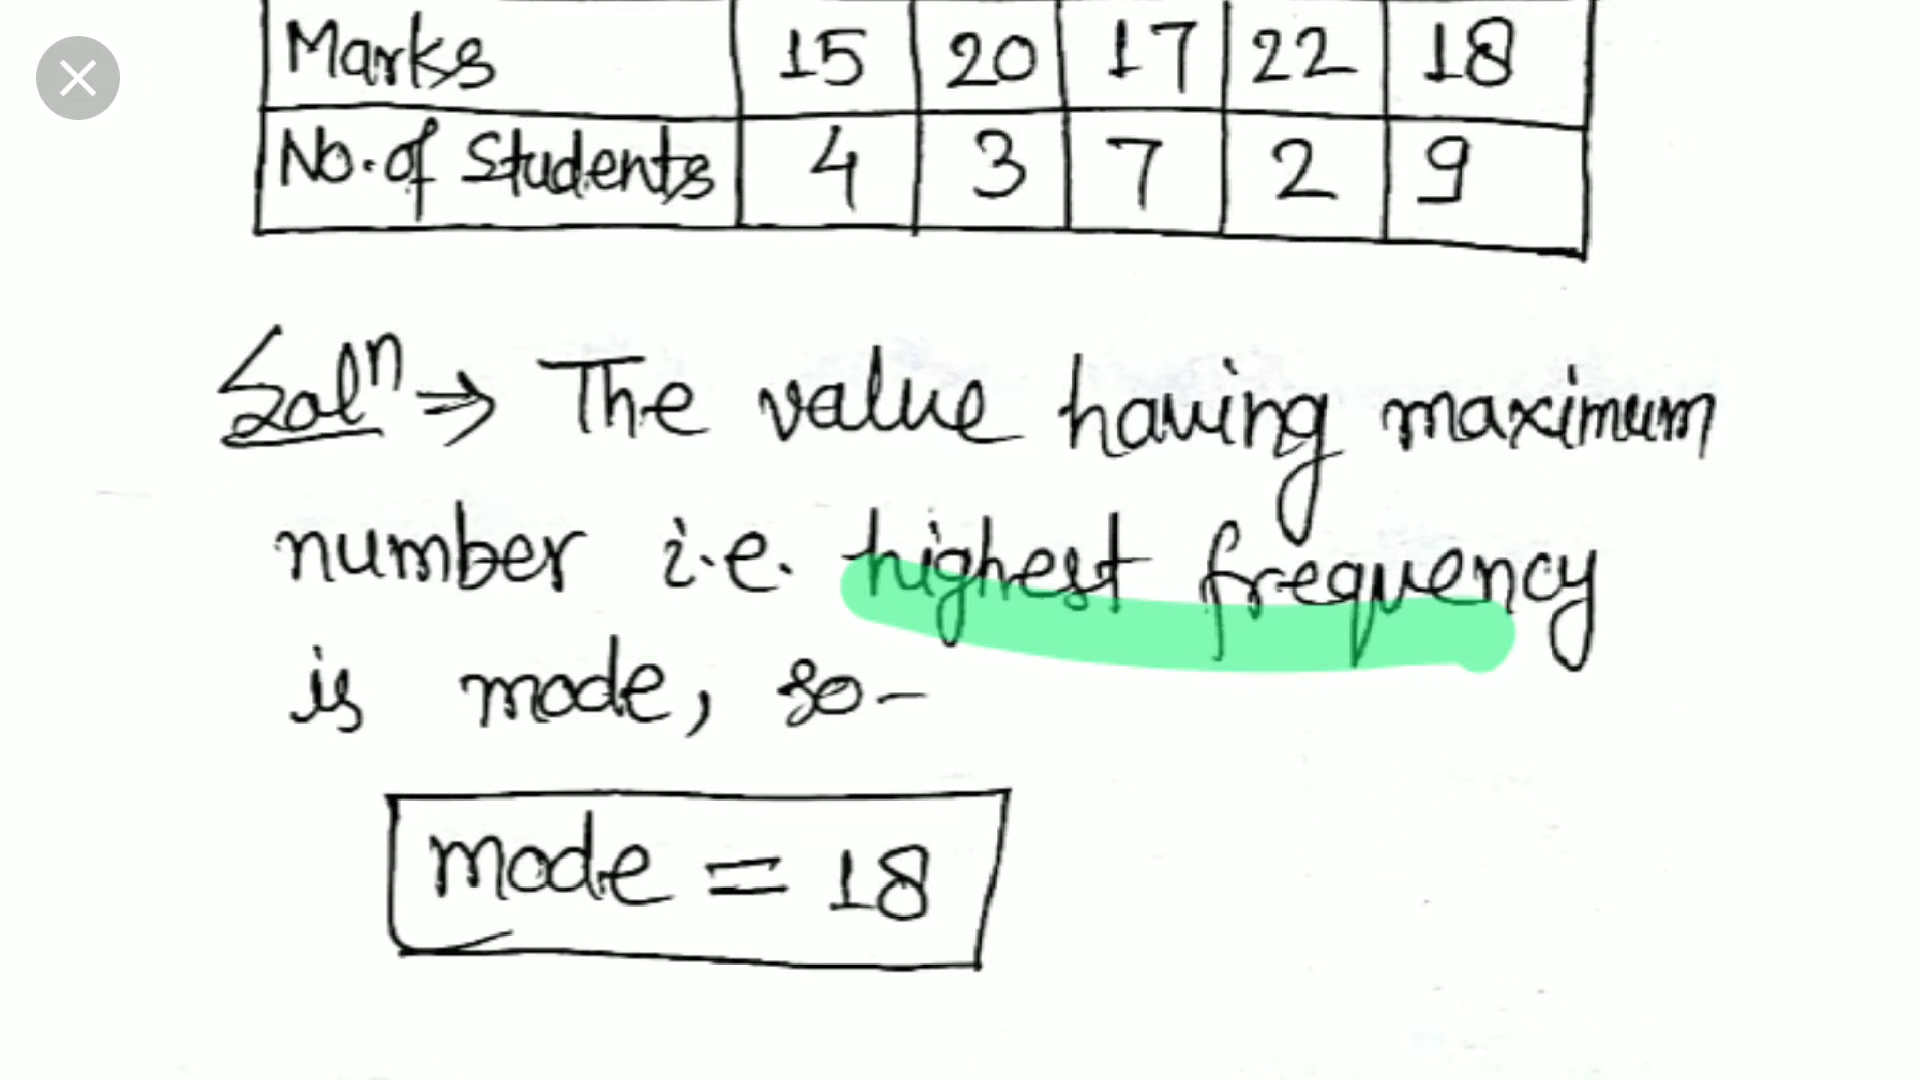 Marks 15 20 17 22 18
No. of Students 4 3 7 2 9
Solⁿ → The value having maximum
number i.e. highest frequency
is mode, so-
mode = 18